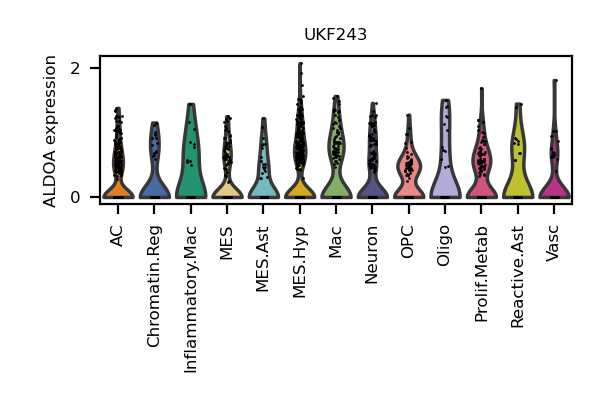 UKF243
ALDOA expression
2
0
AC
Chromatin.Reg
Inflammatory.Mac
MES
MES.Ast
MES.Hyp
Mac
Neuron
OPC
Oligo
Prolif.Metab
Reactive.Ast
Vasc